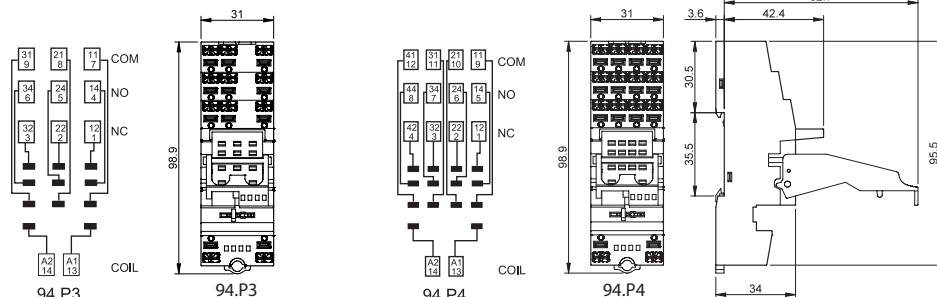 31
98.9
31 21 11
9 8 7
COM
34 24 14
6 5 4
NO
32 22 12
3 2 1
NC
A2 A1
14 13
COIL
94.P3
94.P3
31
98.9
41 31 21 11
12 11 10 9
COM
44 34 24 14
8 7 6 5
NO
42 32 22 12
4 3 2 1
NC
A2 A1
14 13
COIL
94.P4
94.P4
3.6
42.4
30.5
35.5
95.5
34